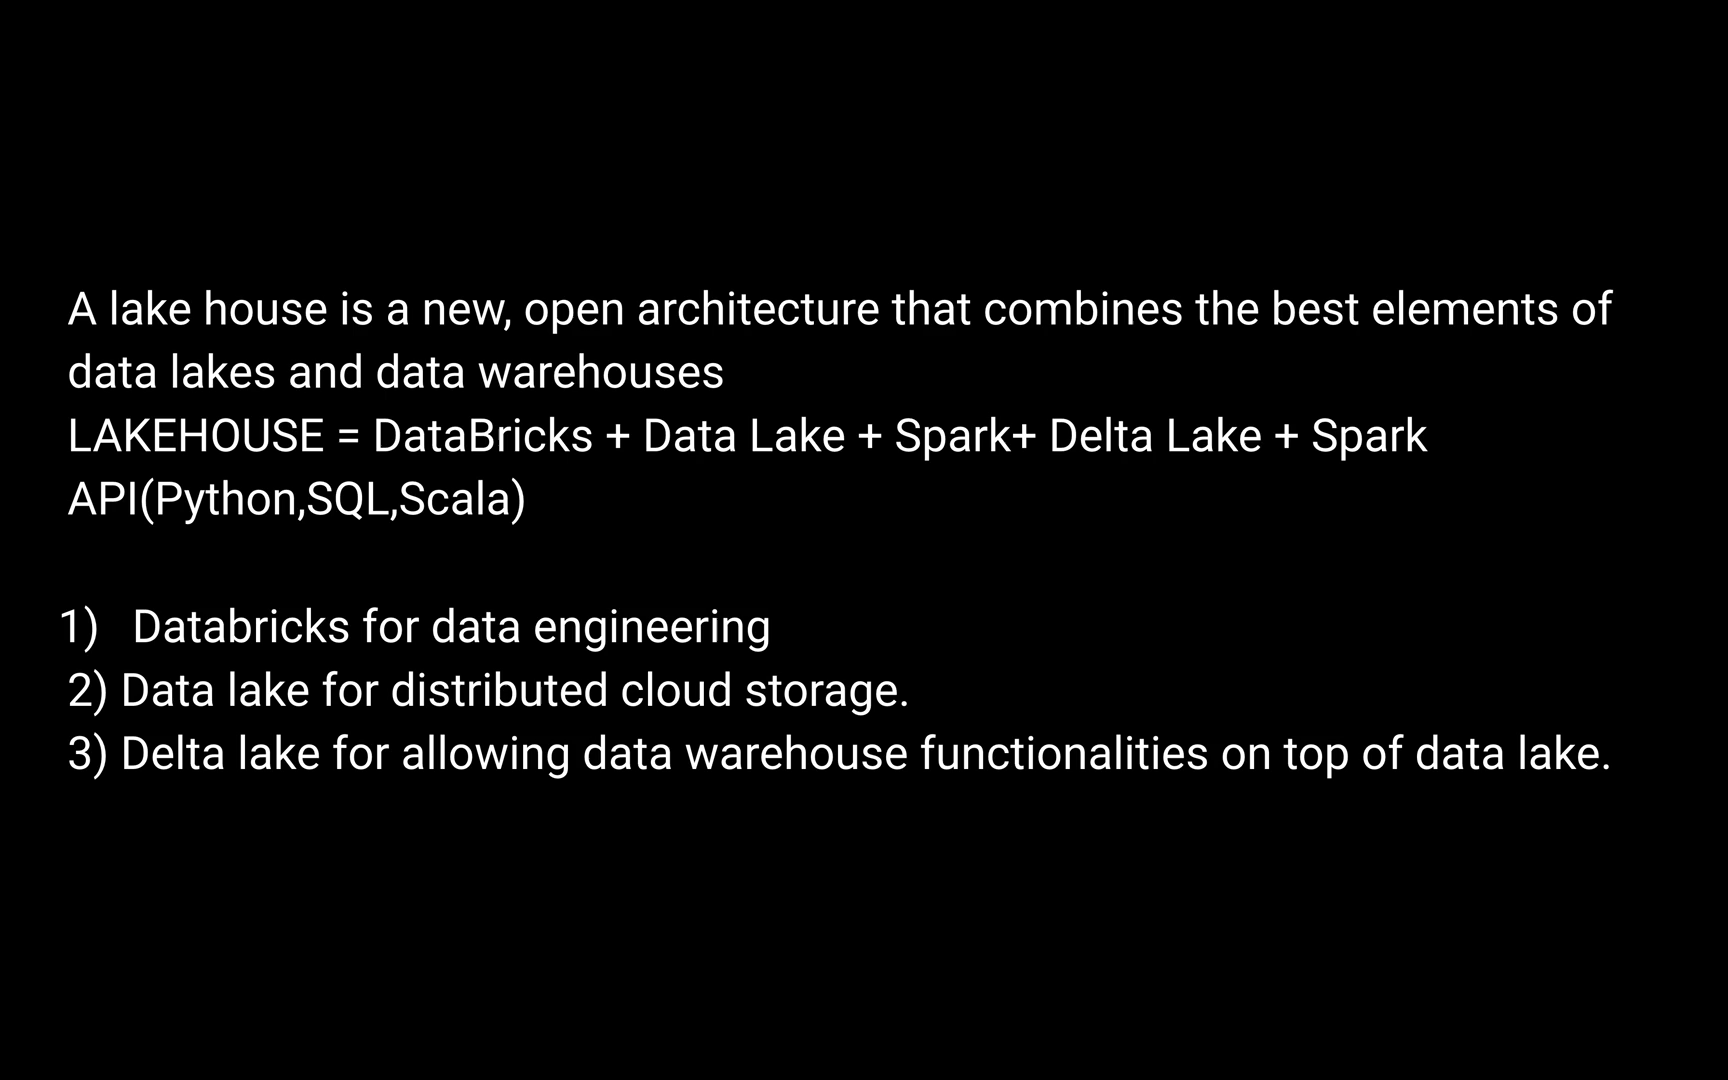 A lake house is a new, open architecture that combines the best elements of
data lakes and data warehouses
LAKEHOUSE = DataBricks + Data Lake + Spark+ Delta Lake + Spark
API(Python,SQL,Scala)
1) Databricks for data engineering
2) Data lake for distributed cloud storage.
3) Delta lake for allowing data warehouse functionalities on top of data lake.